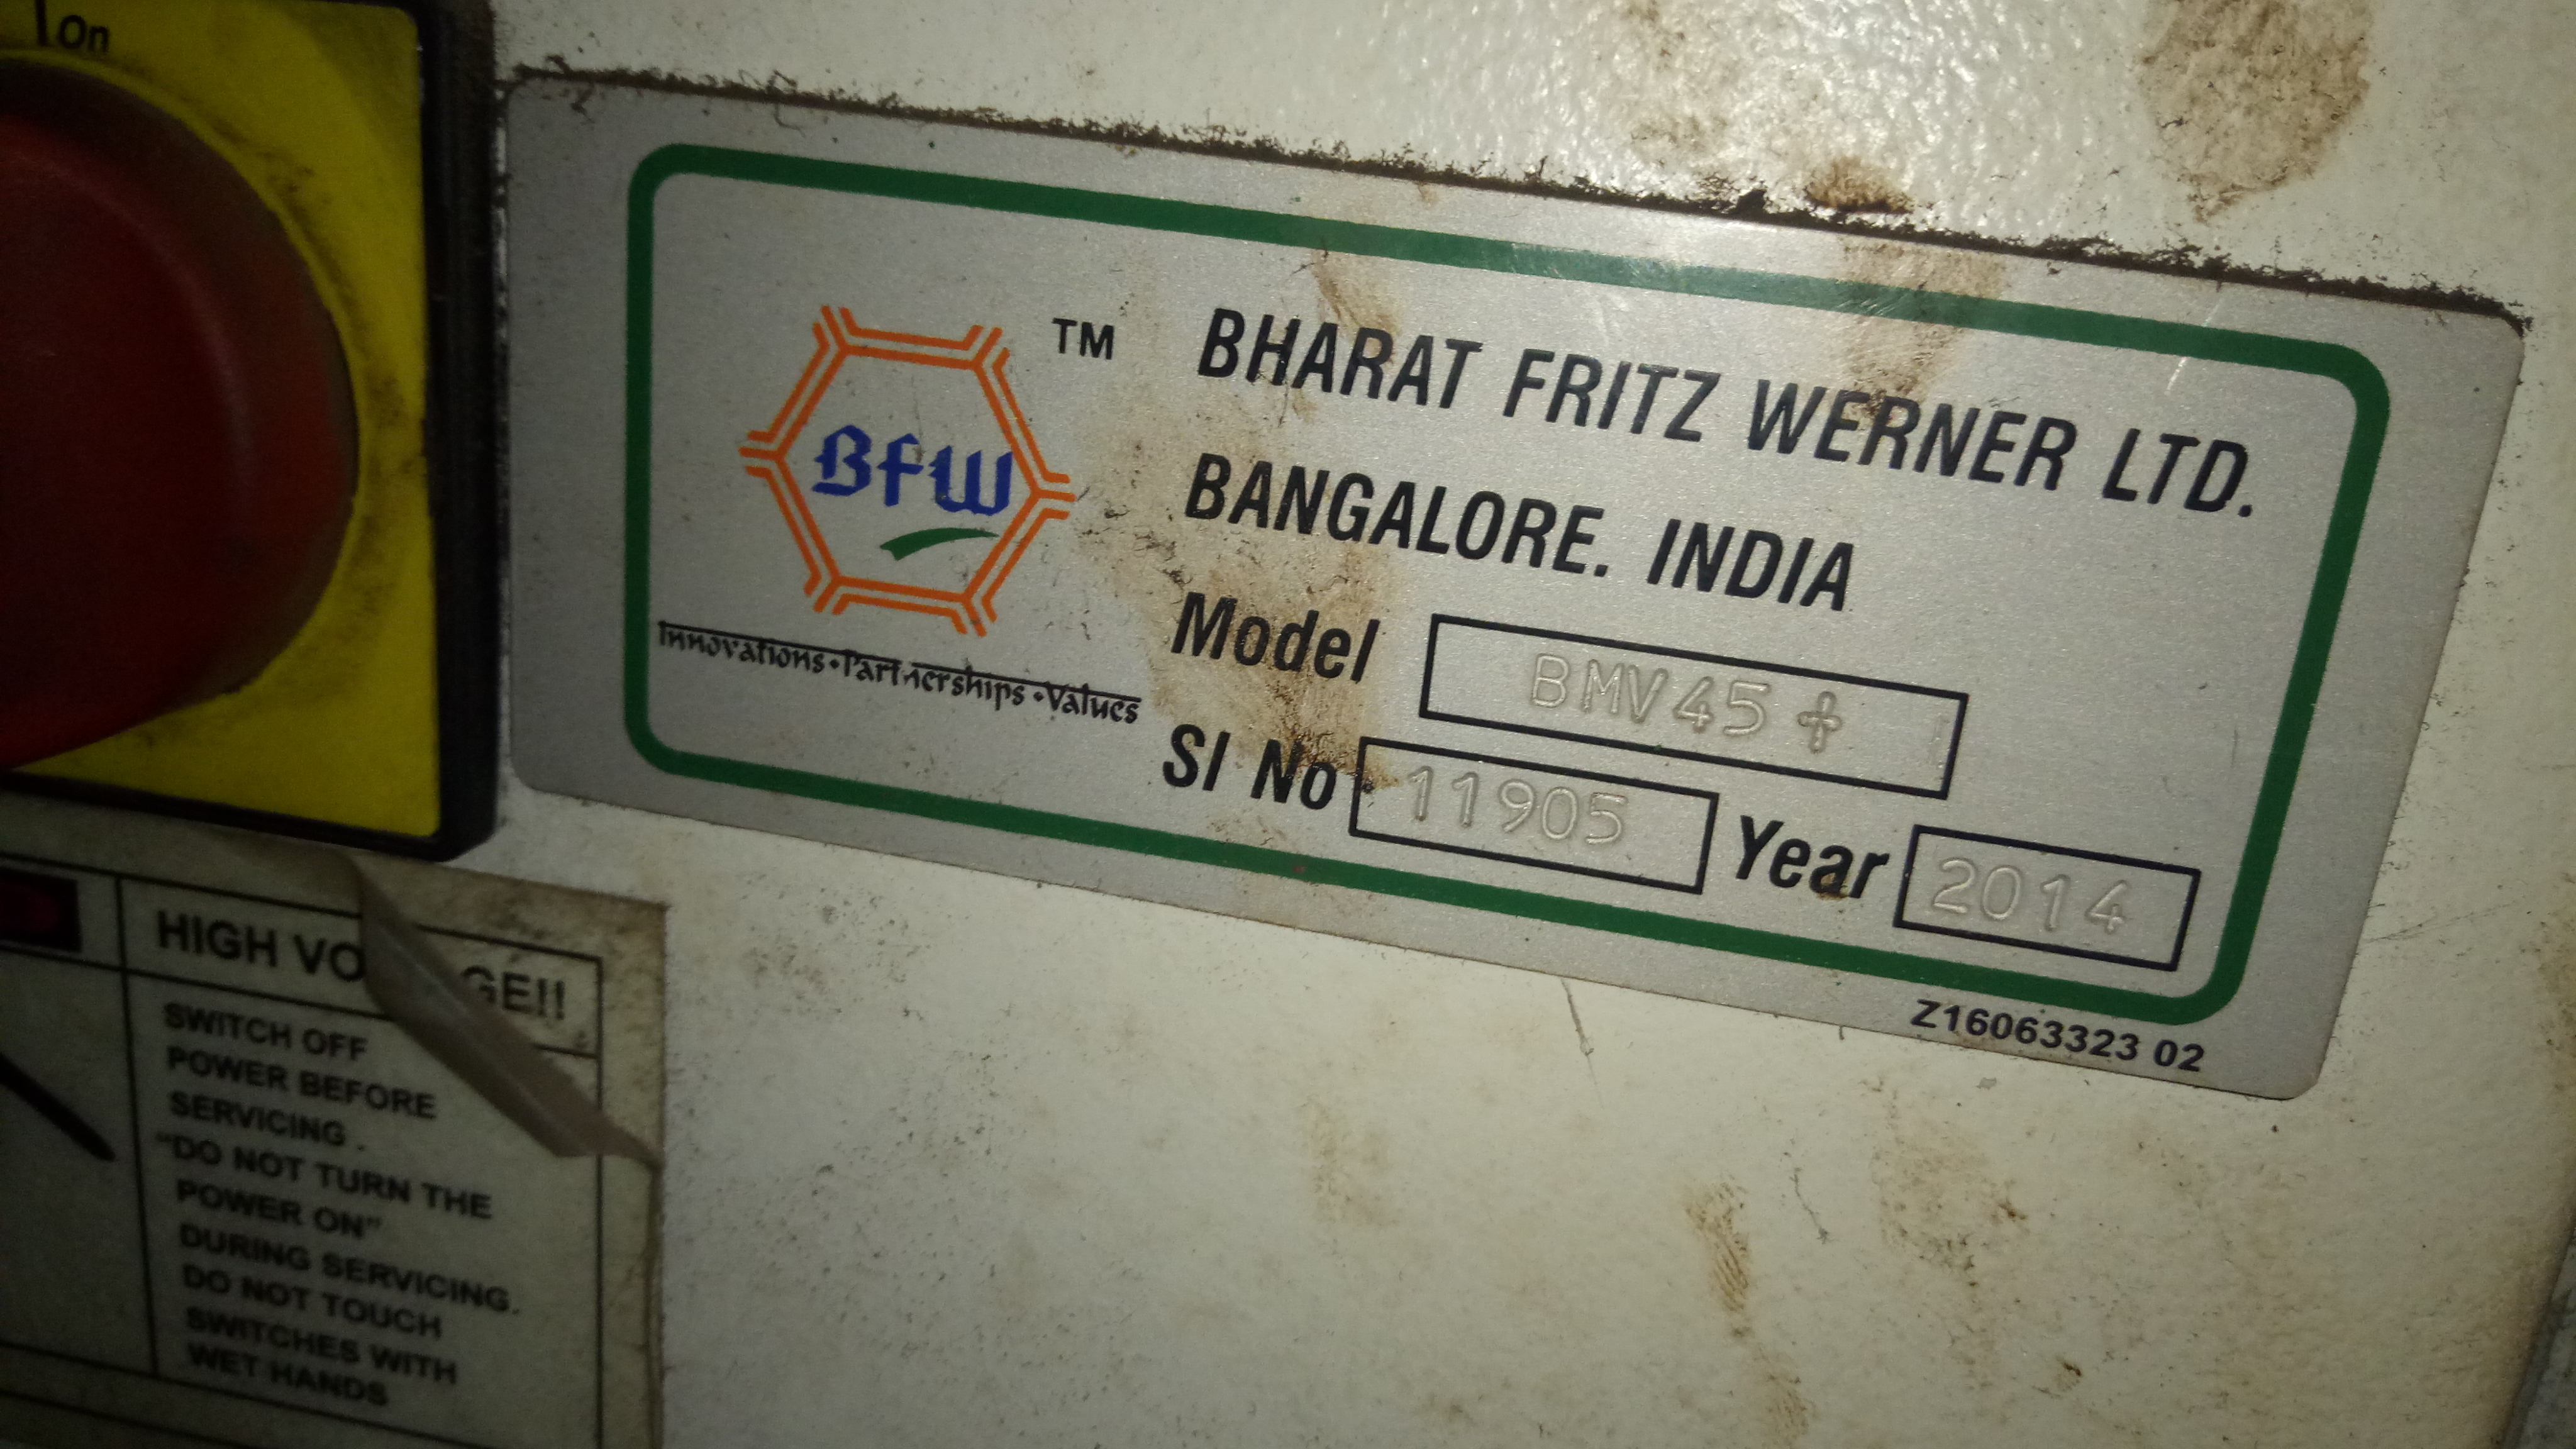 On
BfW
TM
Innovations•Partnerships•Values
BHARAT FRITZ WERNER LTD.
BANGALORE. INDIA
Model BMV45+
Sl No 11905 Year 2014
Z16063323 02
HIGH VO GE!!
SWITCH OFF
POWER BEFORE
SERVICING .
"DO NOT TURN THE
POWER ON"
DURING SERVICING.
DO NOT TOUCH
SWITCHES WITH
WET HANDS